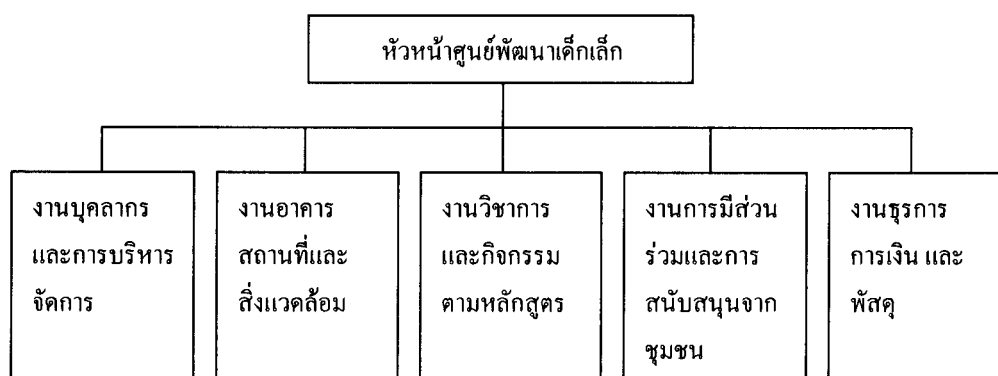 หัวหน้าศูนย์พัฒนาเด็กเล็ก
งานบุคลากร
และการบริหาร
จัดการ
งานอาคาร
สถานที่และ
สิ่งแวดล้อม
งานวิชาการ
และกิจกรรม
ตามหลักสูตร
งานการมีส่วน
ร่วมและการ
สนับสนุนจาก
ชุมชน
งานธุรการ
การเงิน และ
พัสดุ